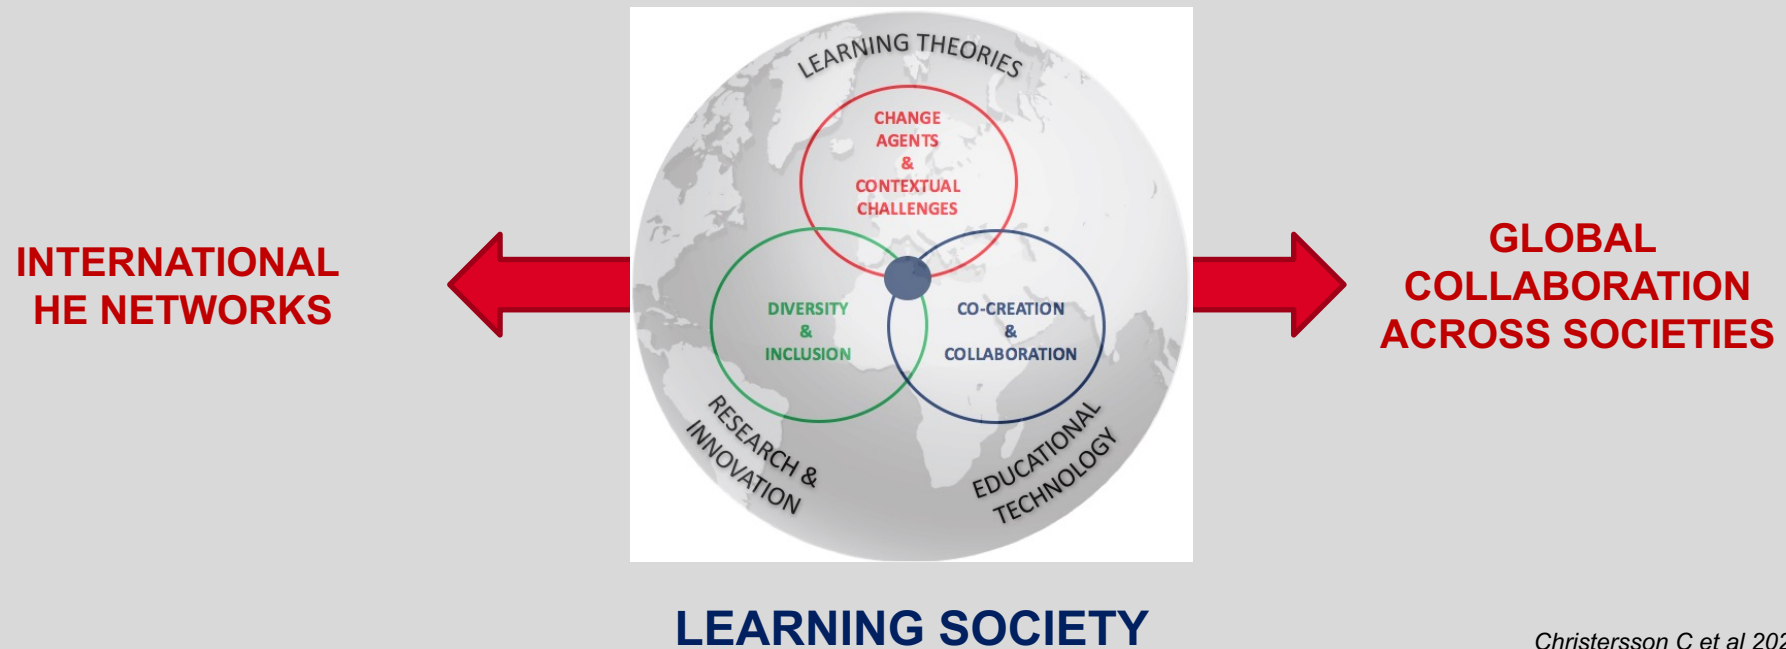 LEARNING THEORIES
CHANGE
AGENTS
&
CONTEXTUAL
CHALLENGES
INTERNATIONAL
HE NETWORKS
GLOBAL
COLLABORATION
ACROSS SOCIETIES
DIVERSITY
&
INCLUSION
CO-CREATION
&
COLLABORATION
RESEARCH &
INNOVATION
EDUCATIONAL
TECHNOLOGY
LEARNING SOCIETY
Christersson C et al